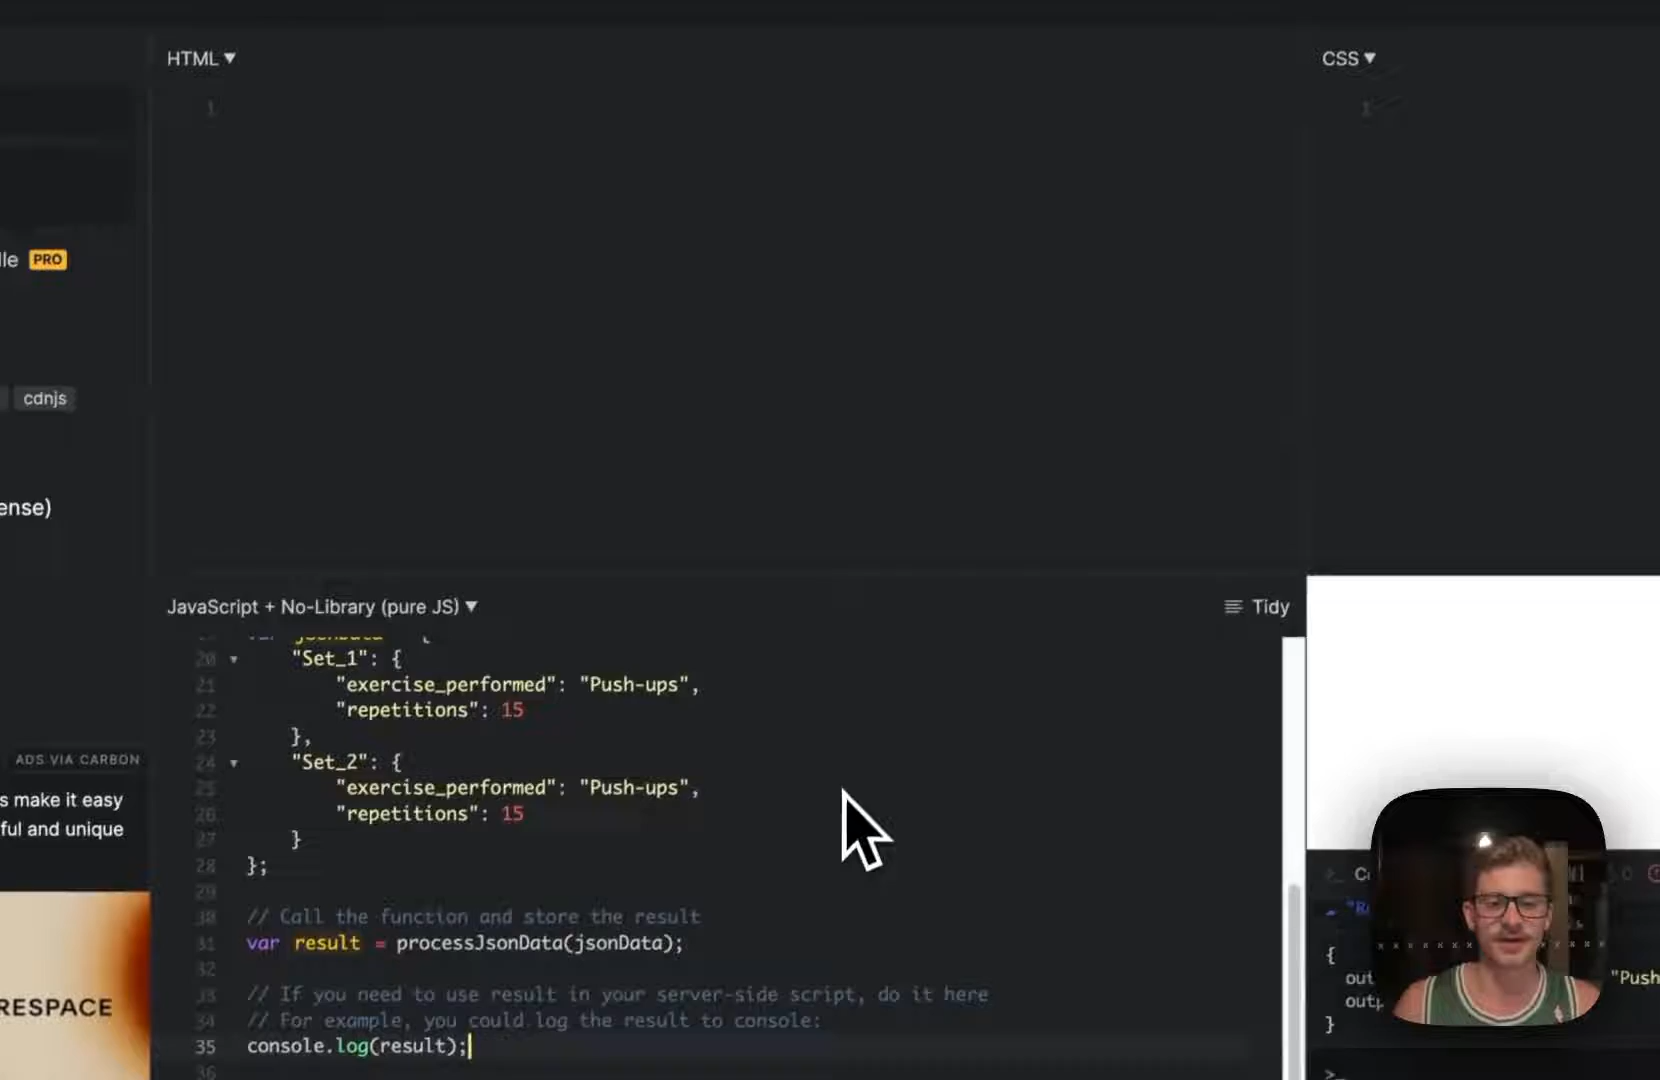 HTML ▼
CSS ▼
1
1
PRO
cdnjs
ense)
JavaScript + No-Library (pure JS) ▼
Tidy
20 ▼ "Set_1": {
21 "exercise_performed": "Push-ups",
22 "repetitions": 15
23 },
24 ▼ "Set_2": {
25 "exercise_performed": "Push-ups",
26 "repetitions": 15
27 }
28 };
29
30 // Call the function and store the result
31 var result = processJsonData(jsonData);
32
33 // If you need to use result in your server-side script, do it here
34 // For example, you could log the result to console:
35 console.log(result);
36
ADS VIA CARBON
s make it easy
ful and unique
RESPACE
{
out
"Push
}
>_